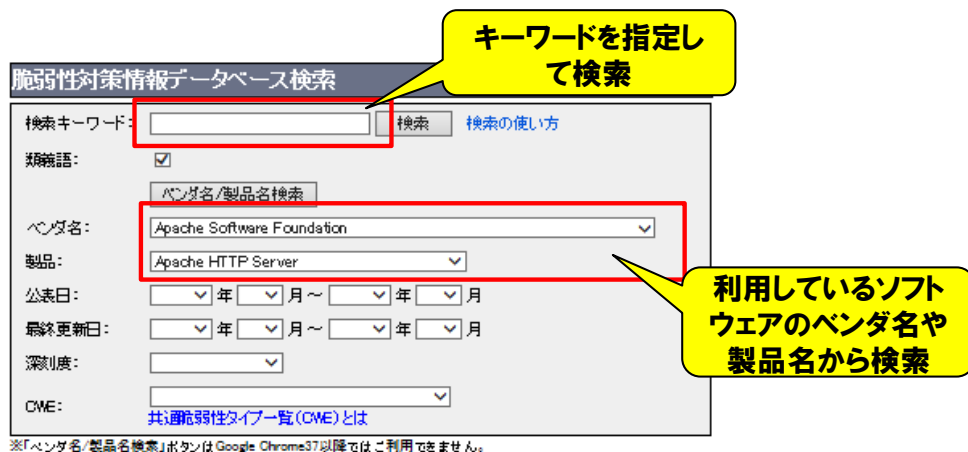 キーワードを指定し
て検索
脆弱性対策情報データベース検索
検索キーワード: 検索 検索の使い方
類義語:
ベンダ名/製品名検索
ベンダ名: Apache Software Foundation
製品: Apache HTTP Server
公表日: 年 月~ 年 月
最終更新日: 年 月~ 年 月
深刻度:
CWE:
共通脆弱性タイプ一覧(CWE)とは
利用しているソフト
ウェアのベンダ名や
製品名から検索
※「ベンダ名/製品名検索」ボタンはGoogle Chrome37以降ではご利用できません。